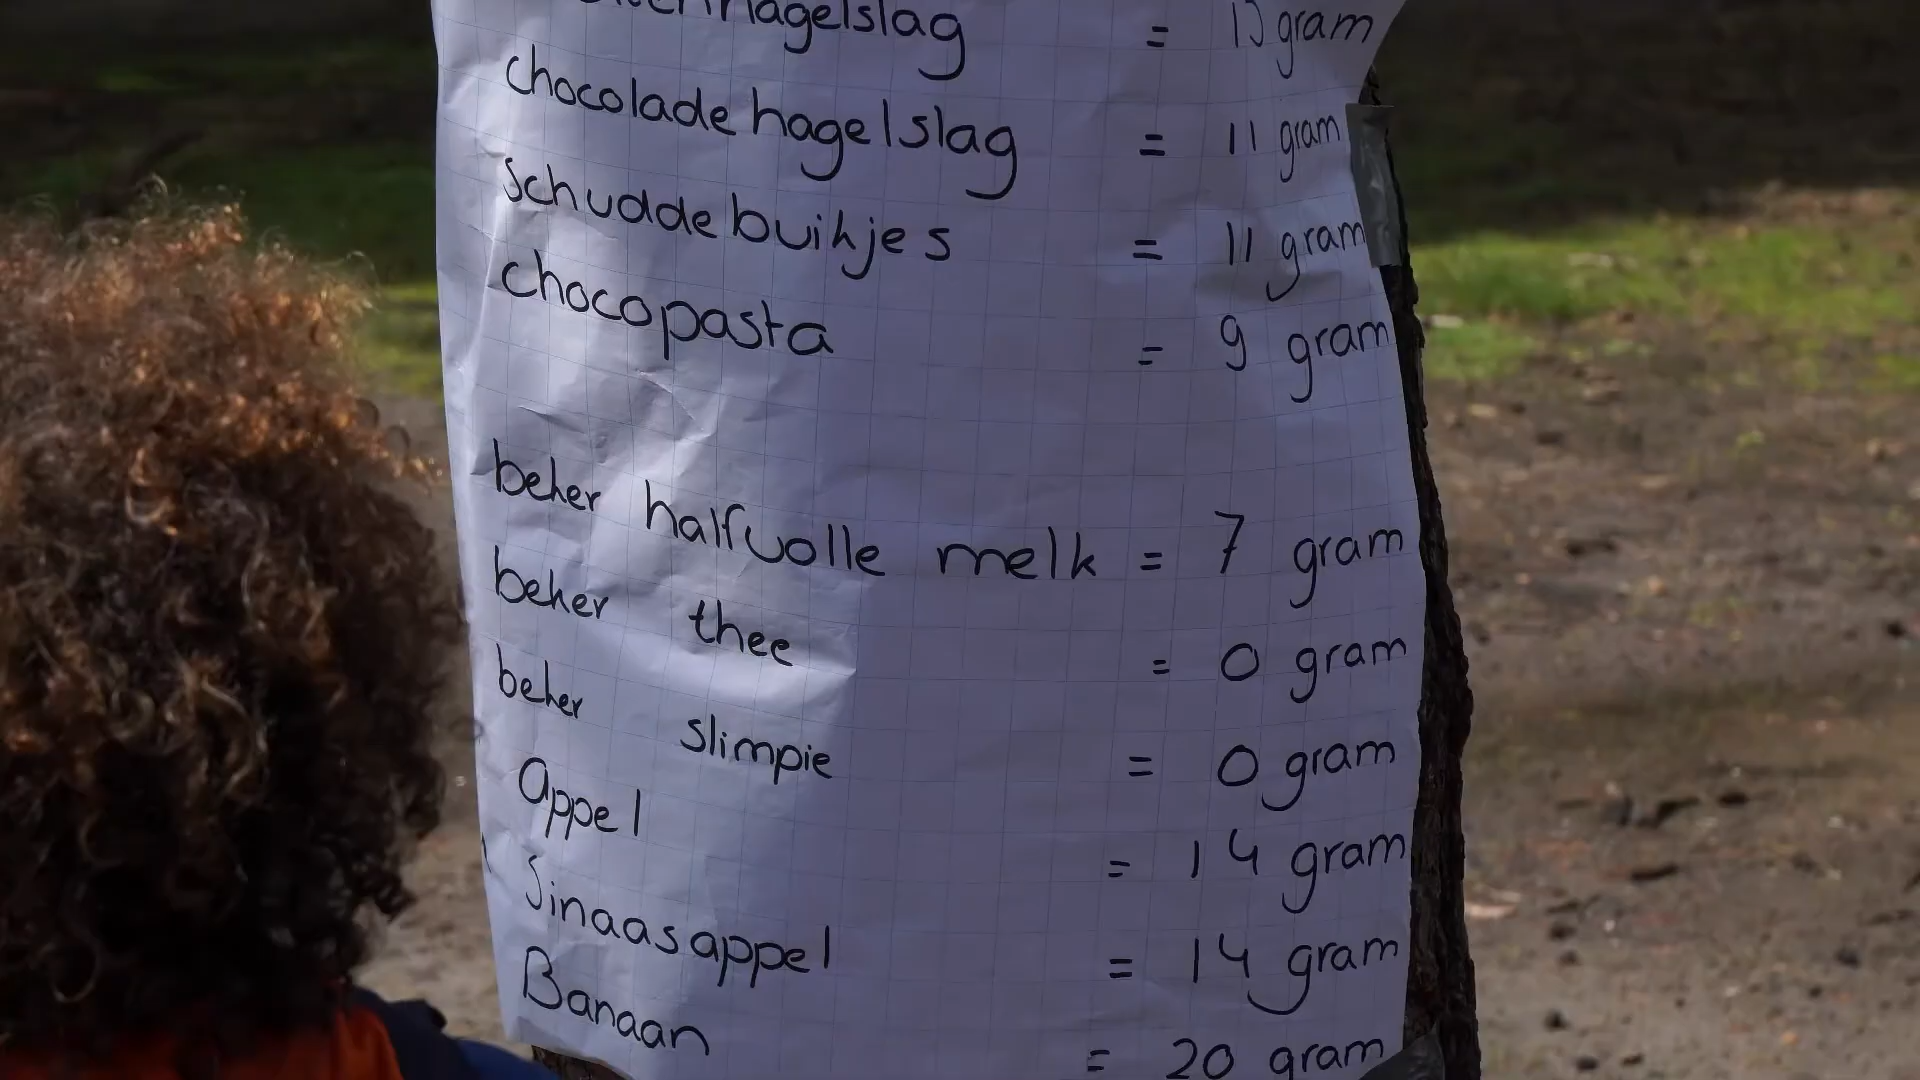 hagelslag = gram
chocolade hagelslag = 11 gram
schuddebuikjes = 11 gram
chocopasta = 9 gram
beker halfvolle melk = 7 gram
beker thee = 0 gram
beker slimpie = 0 gram
Appel = 14 gram
Sinaasappel = 14 gram
Banaan = 20 gram